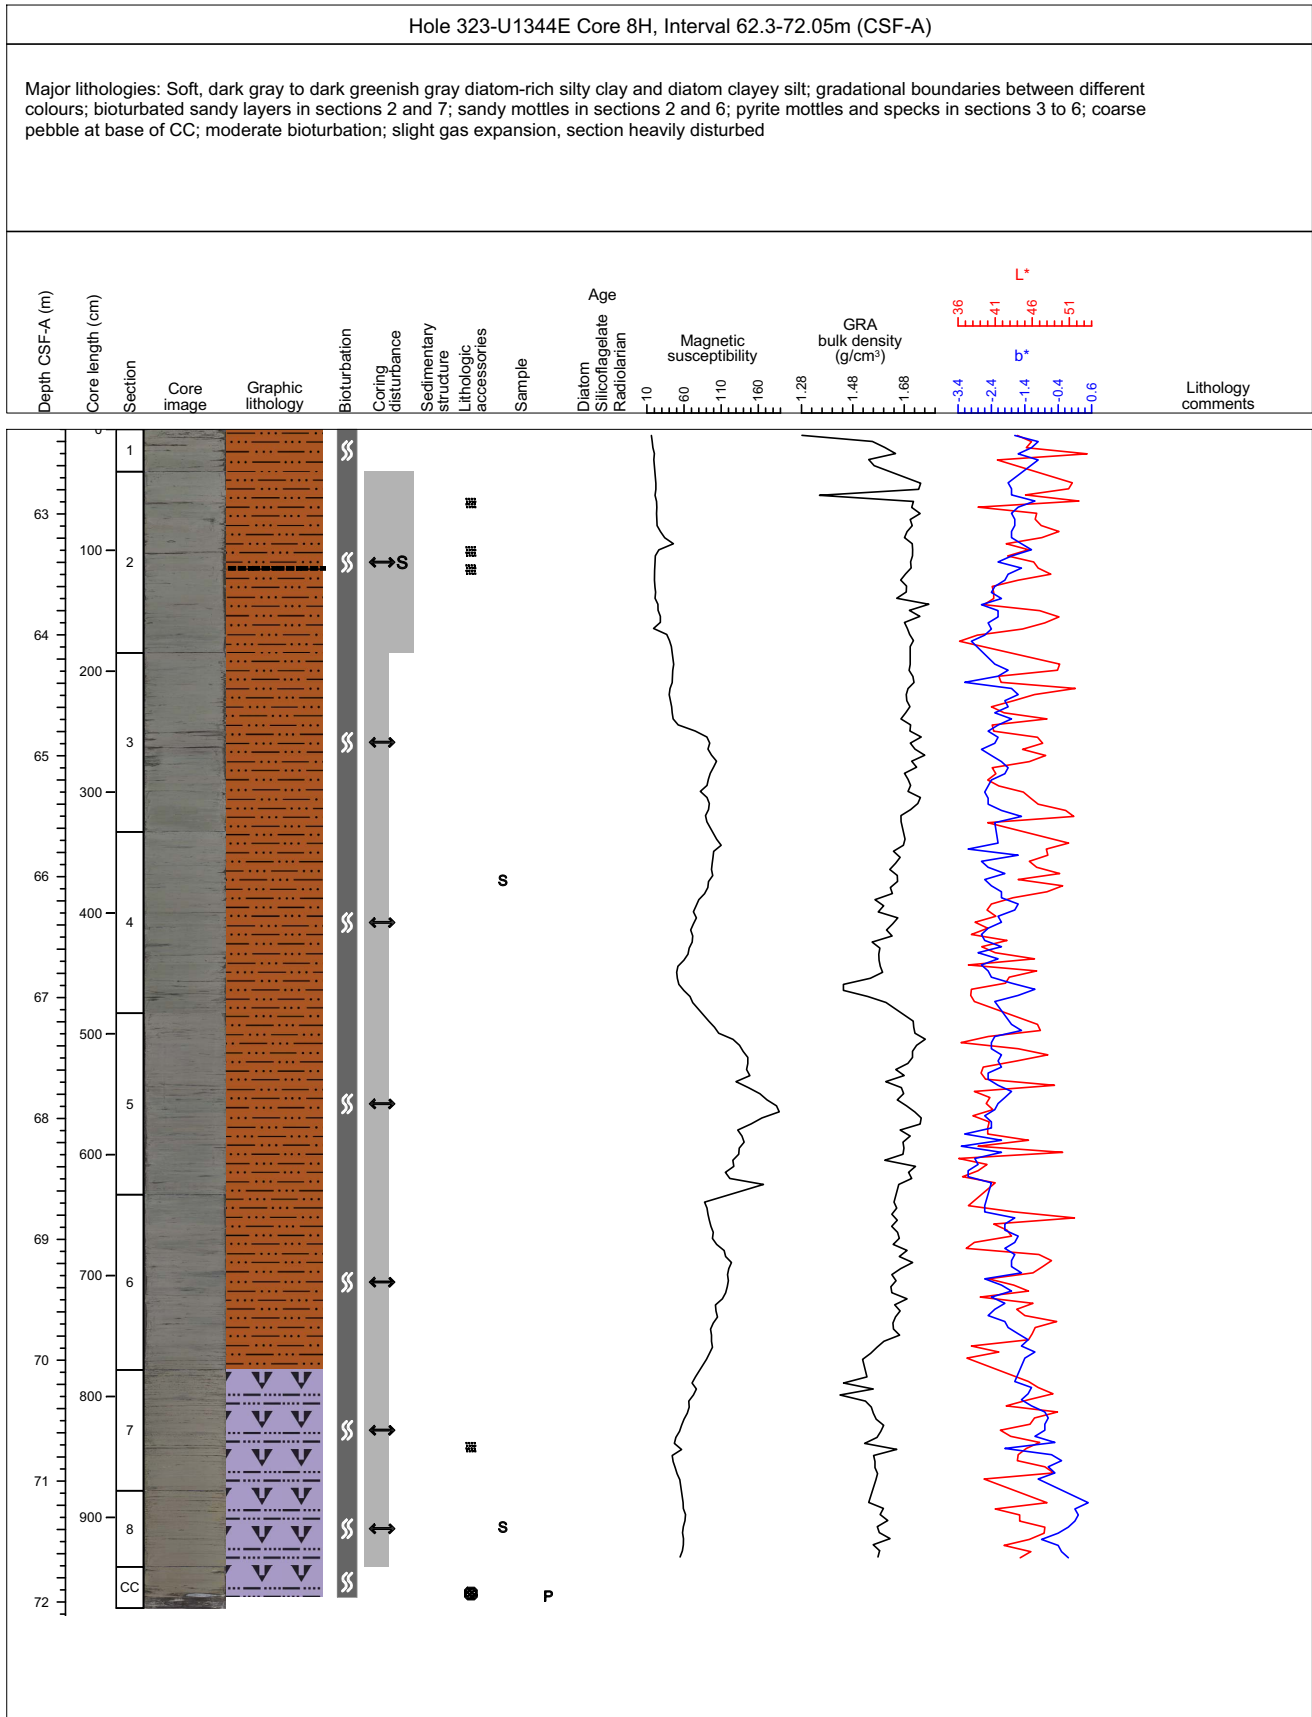 Hole 323-U1344E Core 8H, Interval 62.3-72.05m (CSF-A)
Major lithologies: Soft, dark gray to dark greenish gray diatom-rich silty clay and diatom clayey silt; gradational boundaries between different
colours; bioturbated sandy layers in sections 2 and 7; sandy mottles in sections 2 and 6; pyrite mottles and specks in sections 3 to 6; coarse
pebble at base of CC; moderate bioturbation; slight gas expansion, section heavily disturbed
Depth CSF-A (m)
Core length (cm)
Section
Core
image
Graphic
lithology
Bioturbation
Coring
disturbance
Sedimentary
structure
Lithologic
accessories
Sample
Age
Diatom
Silicoflagelate
Radiolarian
Magnetic
susceptibility
10 60 110 160
GRA
bulk density
(g/cm³)
1.28 1.48 1.68
L*
36 41 46 51
b*
-3.4 -2.4 -1.4 -0.4 0.6
Lithology
comments
0
1
63
100
2
S
64
200
3
65
300
66
S
400
4
67
500
5
68
600
69
700
6
70
800
7
71
900
8
S
CC
P
72